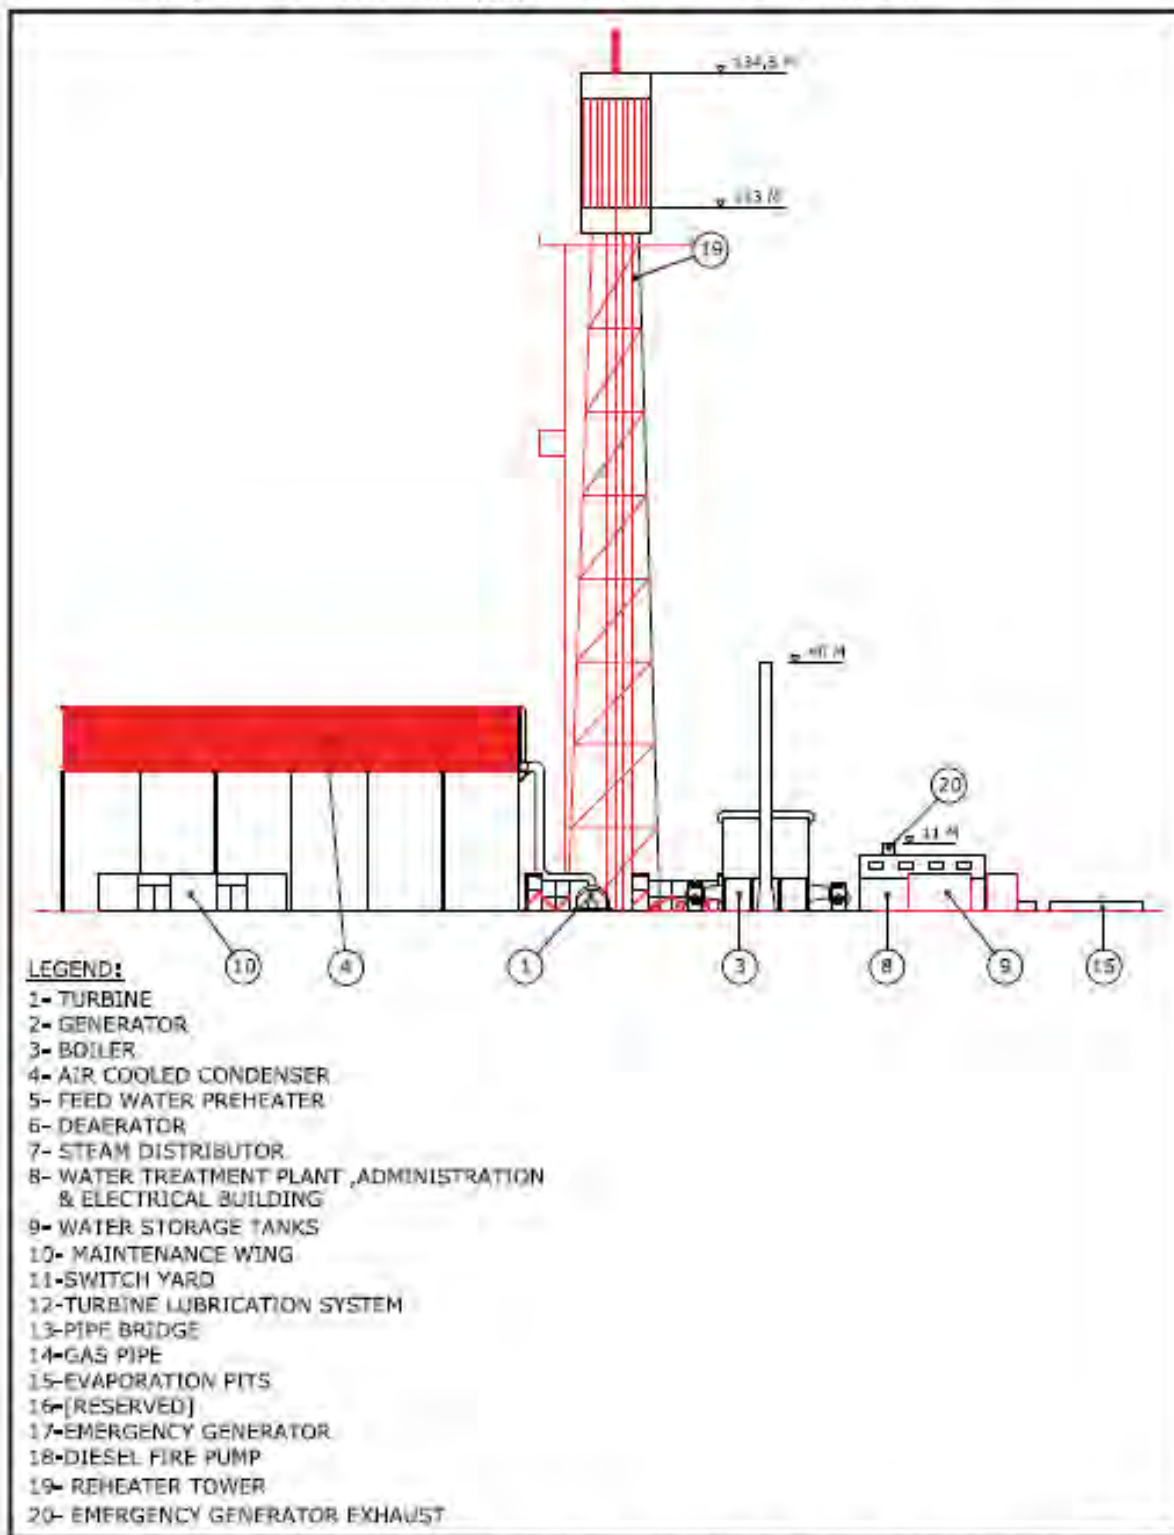 134.5 M
113 M
19
40 M
20
11 M
10
4
1
3
8
9
15
LEGEND:
1- TURBINE
2- GENERATOR
3- BOILER
4- AIR COOLED CONDENSER
5- FEED WATER PREHEATER
6- DEAERATOR
7- STEAM DISTRIBUTOR
8- WATER TREATMENT PLANT ,ADMINISTRATION
& ELECTRICAL BUILDING
9- WATER STORAGE TANKS
10- MAINTENANCE WING
11-SWITCH YARD
12-TURBINE LUBRICATION SYSTEM
13-PIPE BRIDGE
14-GAS PIPE
15-EVAPORATION PITS
16-[RESERVED]
17-EMERGENCY GENERATOR
18-DIESEL FIRE PUMP
19- REHEATER TOWER
20- EMERGENCY GENERATOR EXHAUST